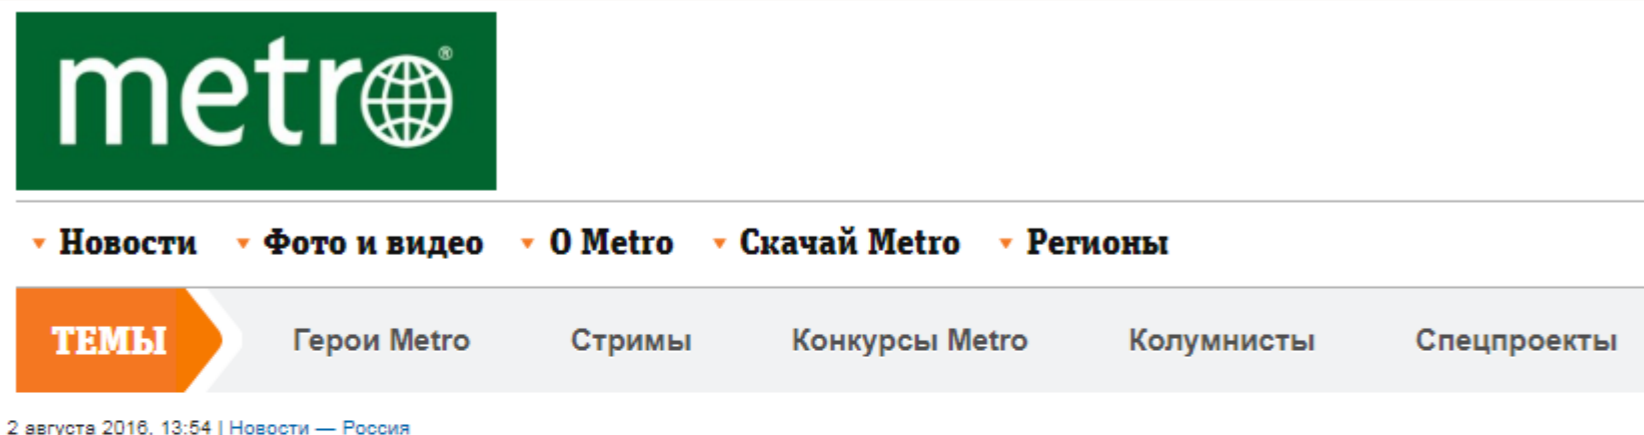 metro®
Новости Фото и видео О Metro Скачай Metro Регионы
ТЕМЫ Герои Metro Стримы Конкурсы Metro Колумнисты Спецпроекты
2 августа 2016, 13:54 | Новости — Россия